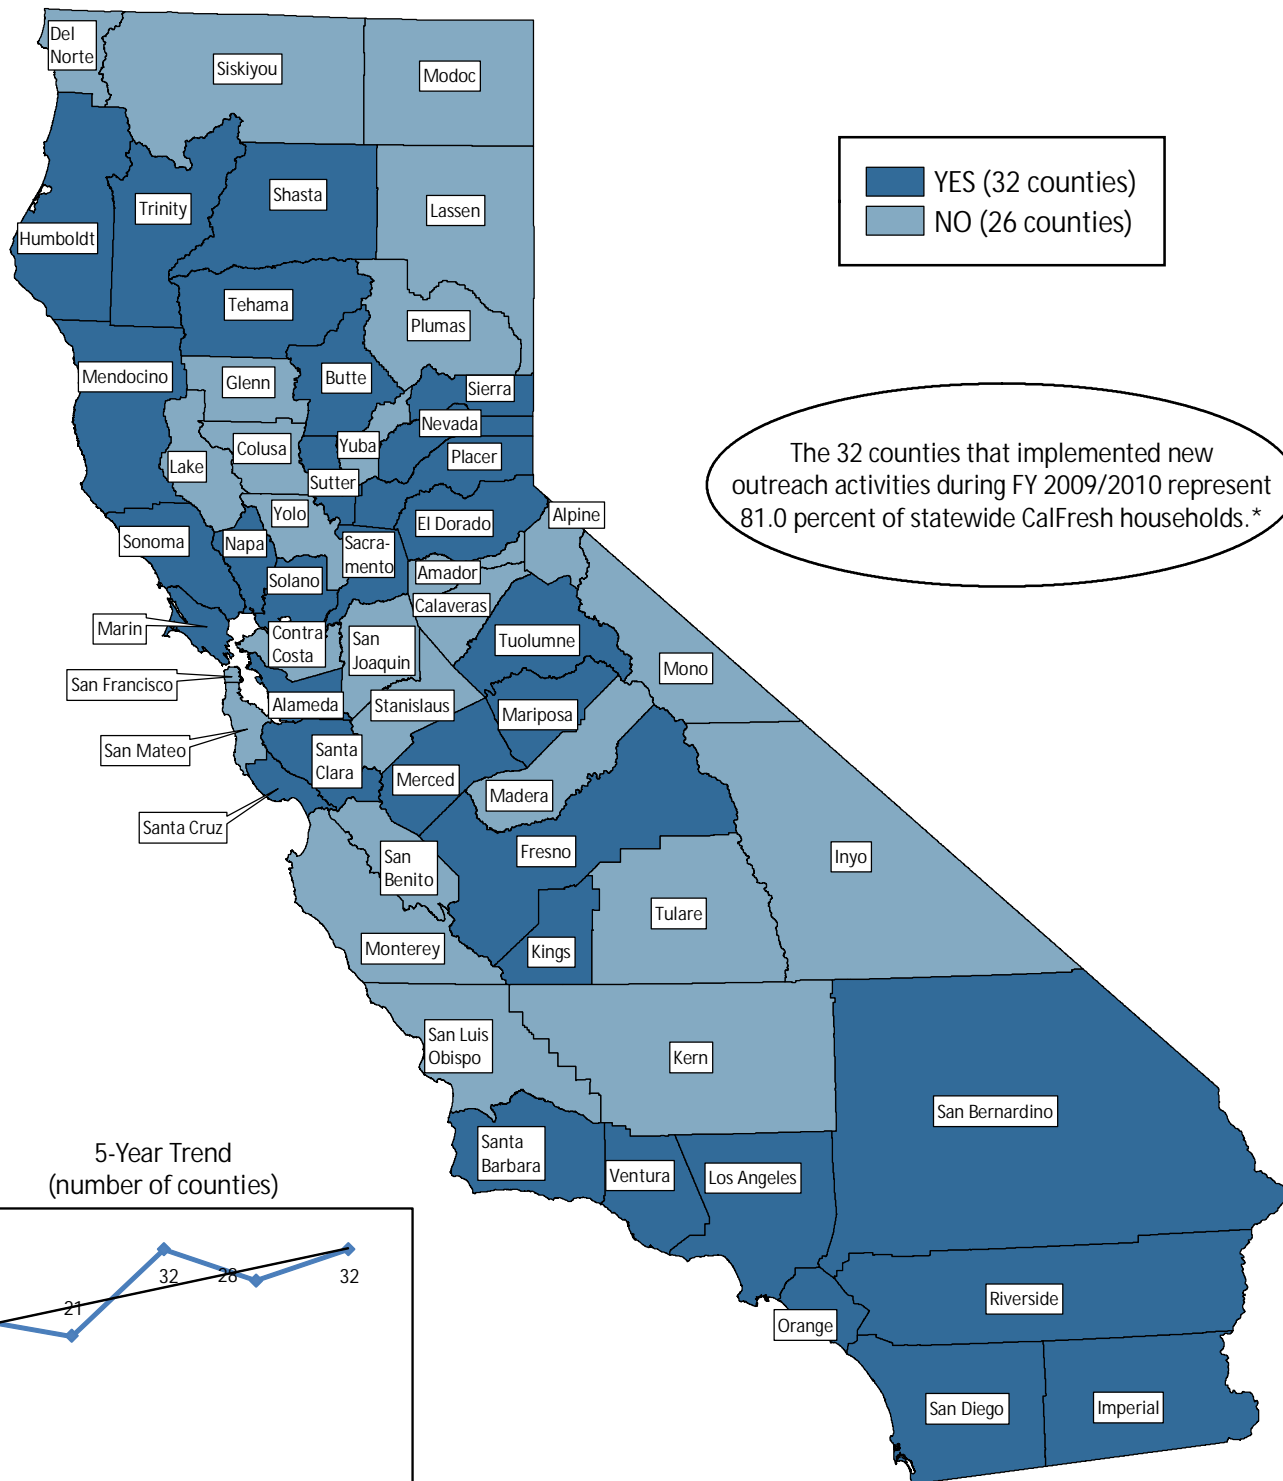 Del
Norte
Siskiyou
Modoc
YES (32 counties)
NO (26 counties)
Shasta
Trinity
Lassen
Humboldt
Tehama
Plumas
Mendocino
Glenn
Butte
Sierra
Nevada
Yuba
Colusa
Placer
Lake
Sutter
The 32 counties that implemented new
outreach activities during FY 2009/2010 represent
81.0 percent of statewide CalFresh households.*
Yolo
Alpine
El Dorado
Sonoma
Napa
Sacra-
mento
Solano
Amador
Calaveras
Marin
Contra
Costa
San
Joaquin
Tuolumne
Mono
San Francisco
Alameda
Stanislaus
Mariposa
San Mateo
Santa
Clara
Merced
Madera
Santa Cruz
Fresno
Inyo
San
Benito
Tulare
Monterey
Kings
San Luis
Obispo
Kern
San Bernardino
Santa
Barbara
Ventura
Los Angeles
5-Year Trend
(number of counties)
32
28
32
21
Riverside
Orange
San Diego
Imperial